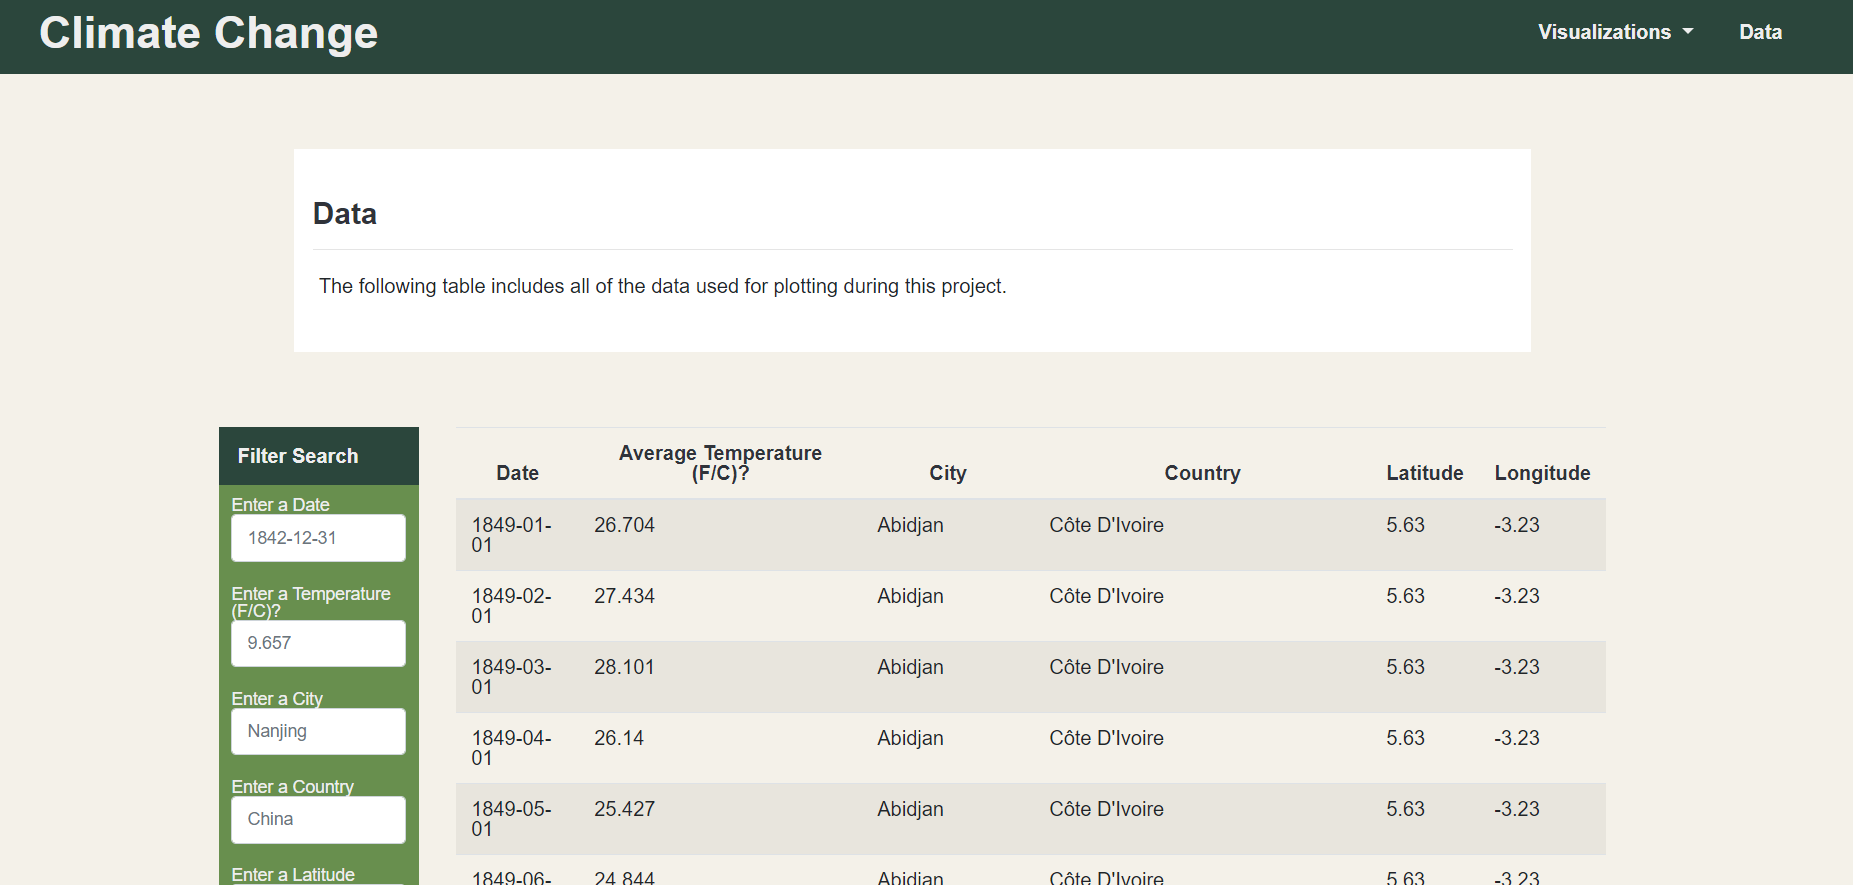 Climate Change
Visualizations Data
Data
The following table includes all of the data used for plotting during this project.
Filter Search
Enter a Date
1842-12-31
Enter a Temperature
(F/C)?
9.657
Enter a City
Nanjing
Enter a Country
China
Enter a Latitude
Date Average Temperature (F/C)? City Country Latitude Longitude
1849-01-01 26.704 Abidjan Côte D'Ivoire 5.63 -3.23
1849-02-01 27.434 Abidjan Côte D'Ivoire 5.63 -3.23
1849-03-01 28.101 Abidjan Côte D'Ivoire 5.63 -3.23
1849-04-01 26.14 Abidjan Côte D'Ivoire 5.63 -3.23
1849-05-01 25.427 Abidjan Côte D'Ivoire 5.63 -3.23
1849-06- 24.844 Abidjan Côte D'Ivoire 5.63 -3.23